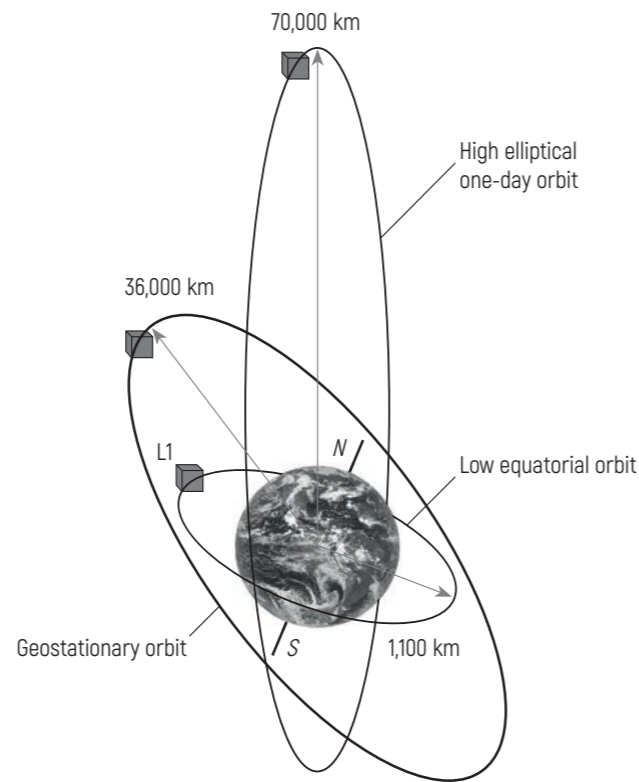 70,000 km
High elliptical
one-day orbit
36,000 km
N
L1
Low equatorial orbit
Geostationary orbit
S
1,100 km